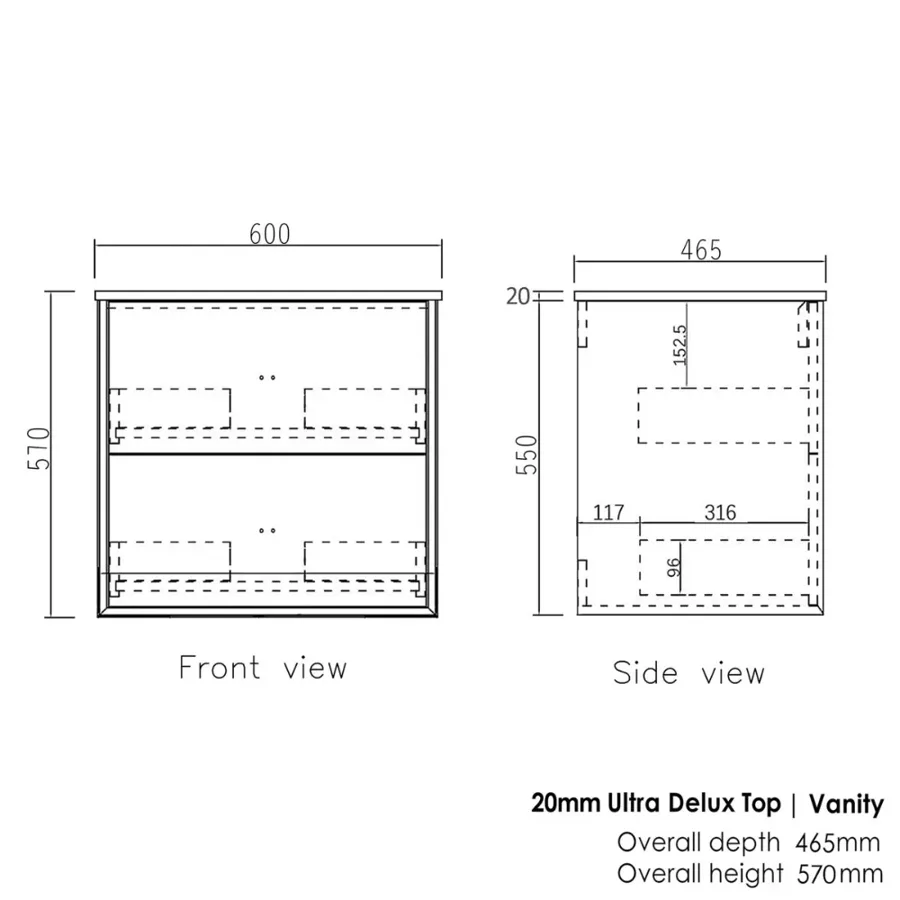 600
570
Front view
465
20
152.5
550
117
316
96
Side view
20mm Ultra Delux Top | Vanity
Overall depth 465mm
Overall height 570mm